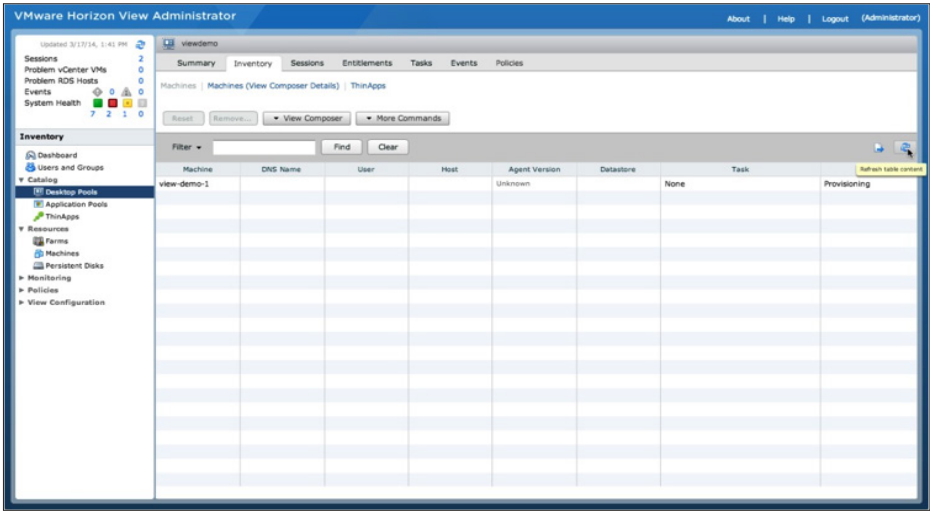 VMware Horizon View Administrator
About | Help | Logout (Administrator)
Updated 3/17/14, 1:41 PM
Sessions 2
Problem vCenter VMs 0
Problem RDS Hosts 0
Events 0 0
System Health
7 2 1 0
Inventory
Dashboard
Users and Groups
Catalog
Desktop Pools
Application Pools
ThinApps
Resources
Farms
Machines
Persistent Disks
Monitoring
Policies
View Configuration
viewdemo
Summary Inventory Sessions Entitlements Tasks Events Policies
Machines | Machines (View Composer Details) | ThinApps
Reset Remove... View Composer More Commands
Filter Find Clear
Refresh table content
Machine DNS Name User Host Agent Version Datastore Task
view-demo-1 Unknown None Provisioning